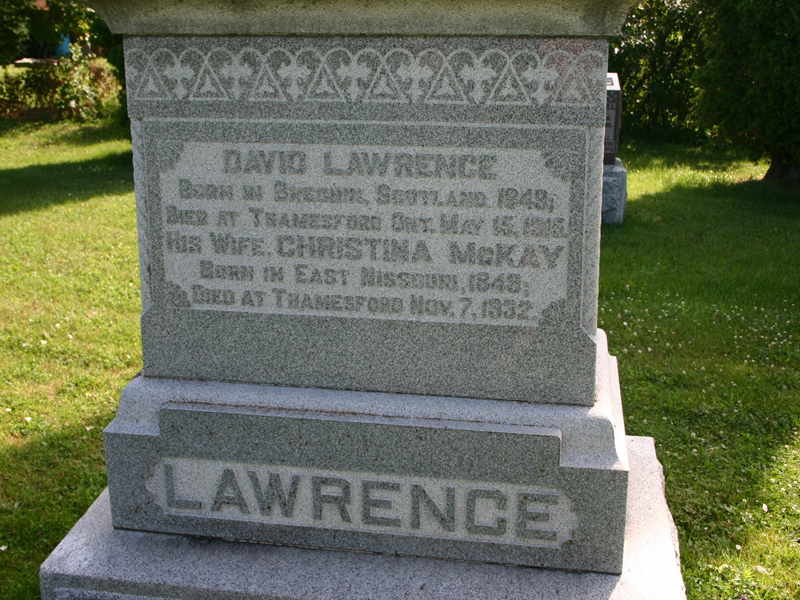 DAVID LAWRENCE
BORN IN BRECHIN, SCOTLAND, 1849;
DIED AT THAMESFORD ONT. MAY 15, 1915.
HIS WIFE, CHRISTINA McKAY
BORN IN EAST NISSOURI, 1849;
DIED AT THAMESFORD NOV. 7, 1932.
LAWRENCE